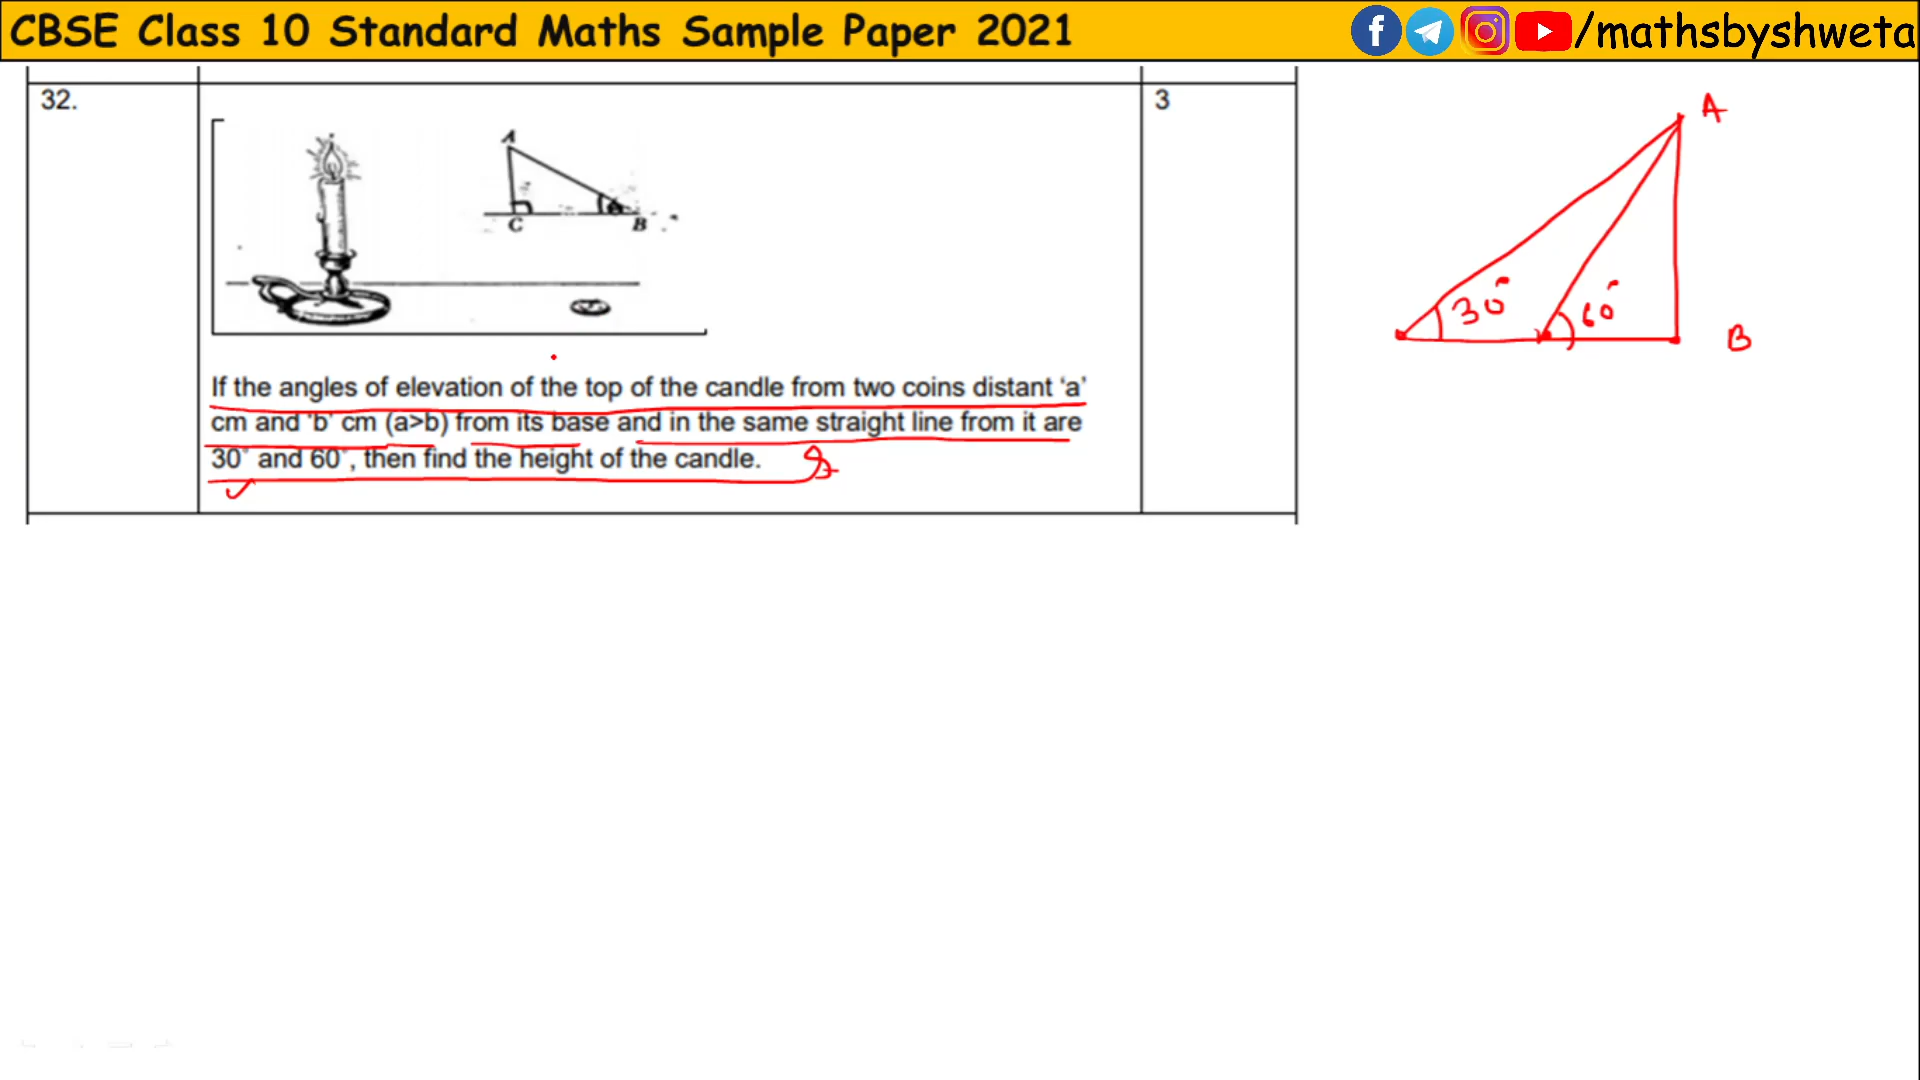 CBSE Class 10 Standard Maths Sample Paper 2021
/mathsbyshweta
32.
3
A
C
B
If the angles of elevation of the top of the candle from two coins distant ‘a’
cm and ‘b’ cm (a>b) from its base and in the same straight line from it are
30˚ and 60˚, then find the height of the candle.
A
30°
60°
B